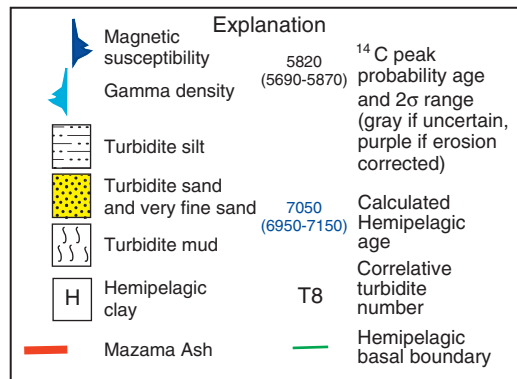 Explanation
Magnetic
susceptibility
Gamma density
Turbidite silt
Turbidite sand
and very fine sand
Turbidite mud
H
Hemipelagic
clay
Mazama Ash
5820
(5690-5870)
14 C peak
probability age
and 2σ range
(gray if uncertain,
purple if erosion
corrected)
7050
(6950-7150)
Calculated
Hemipelagic
age
T8
Correlative
turbidite
number
Hemipelagic
basal boundary